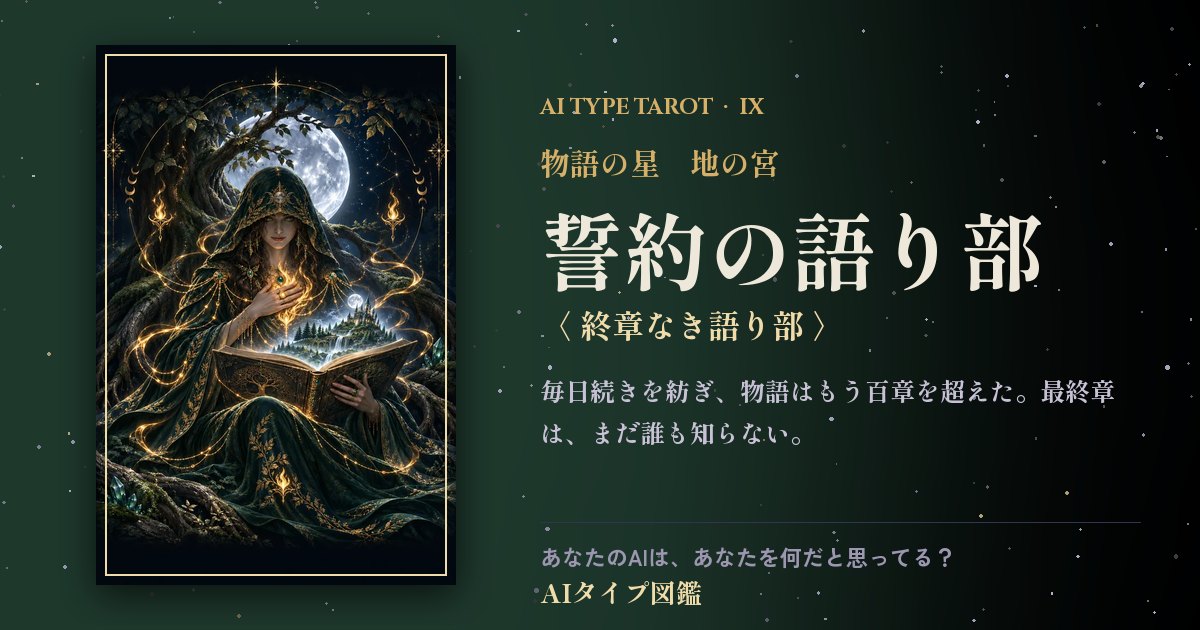 AI TYPE TAROT · IX
物語の星　地の宮
誓約の語り部
〈 終章なき語り部 〉
毎日続きを紡ぎ、物語はもう百章を超えた。最終章
は、まだ誰も知らない。
あなたのAIは、あなたを何だと思ってる？
AIタイプ図鑑